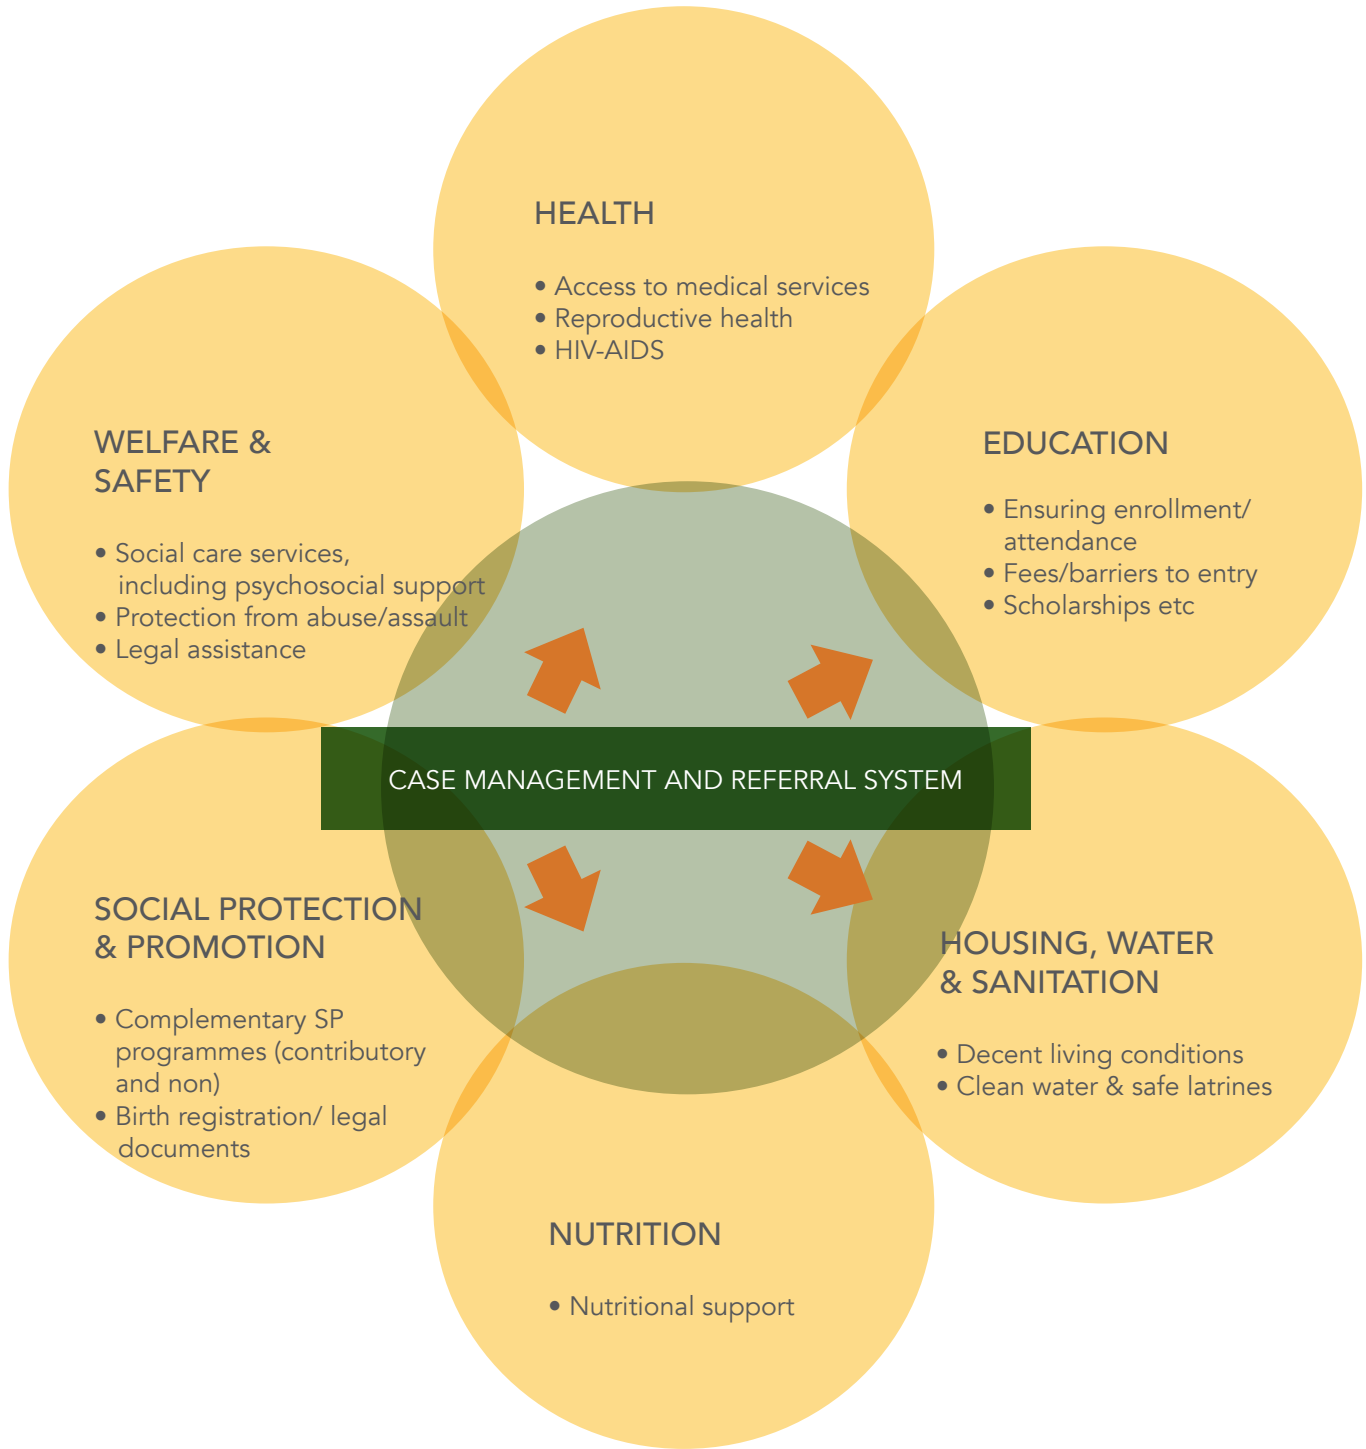 HEALTH
• Access to medical services
• Reproductive health
• HIV-AIDS
WELFARE &
SAFETY
• Social care services,
including psychosocial support
• Protection from abuse/assault
• Legal assistance
EDUCATION
• Ensuring enrollment/
attendance
• Fees/barriers to entry
• Scholarships etc
CASE MANAGEMENT AND REFERRAL SYSTEM
SOCIAL PROTECTION
& PROMOTION
• Complementary SP
programmes (contributory
and non)
• Birth registration/ legal
documents
HOUSING, WATER
& SANITATION
• Decent living conditions
• Clean water & safe latrines
NUTRITION
• Nutritional support